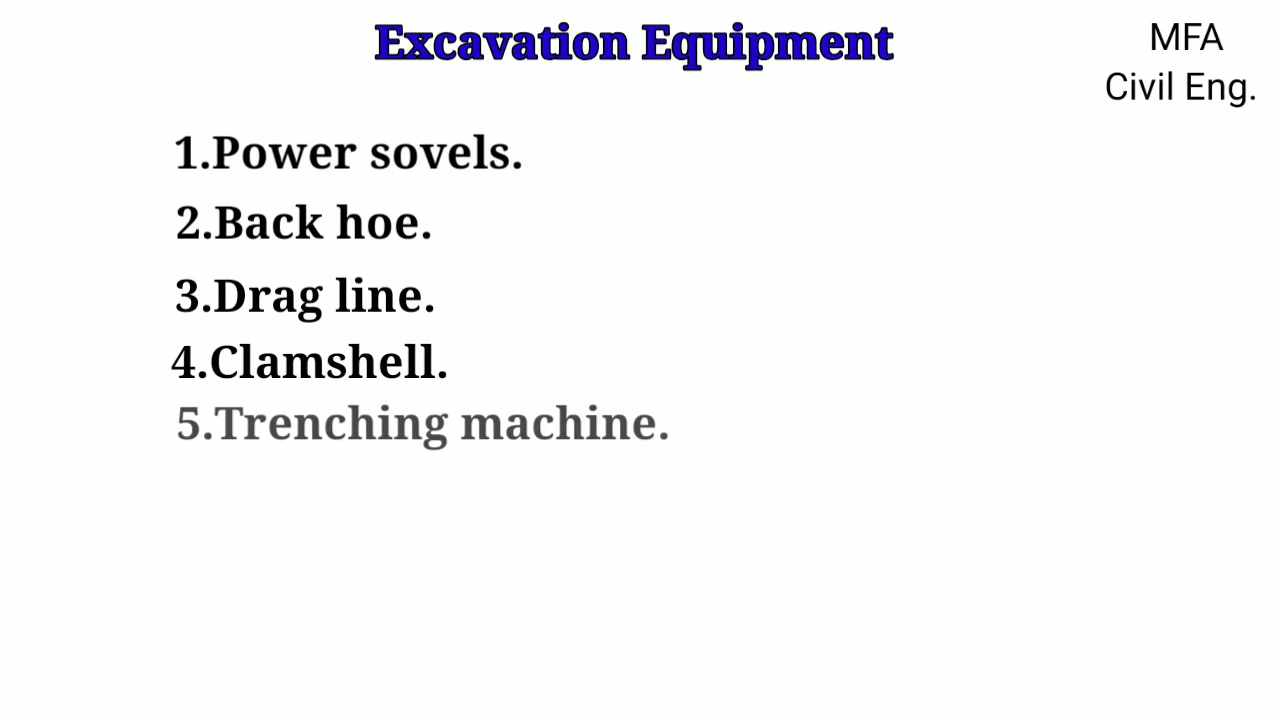 Excavation Equipment
MFA
Civil Eng.
1.Power sovels.
2.Back hoe.
3.Drag line.
4.Clamshell.
5.Trenching machine.